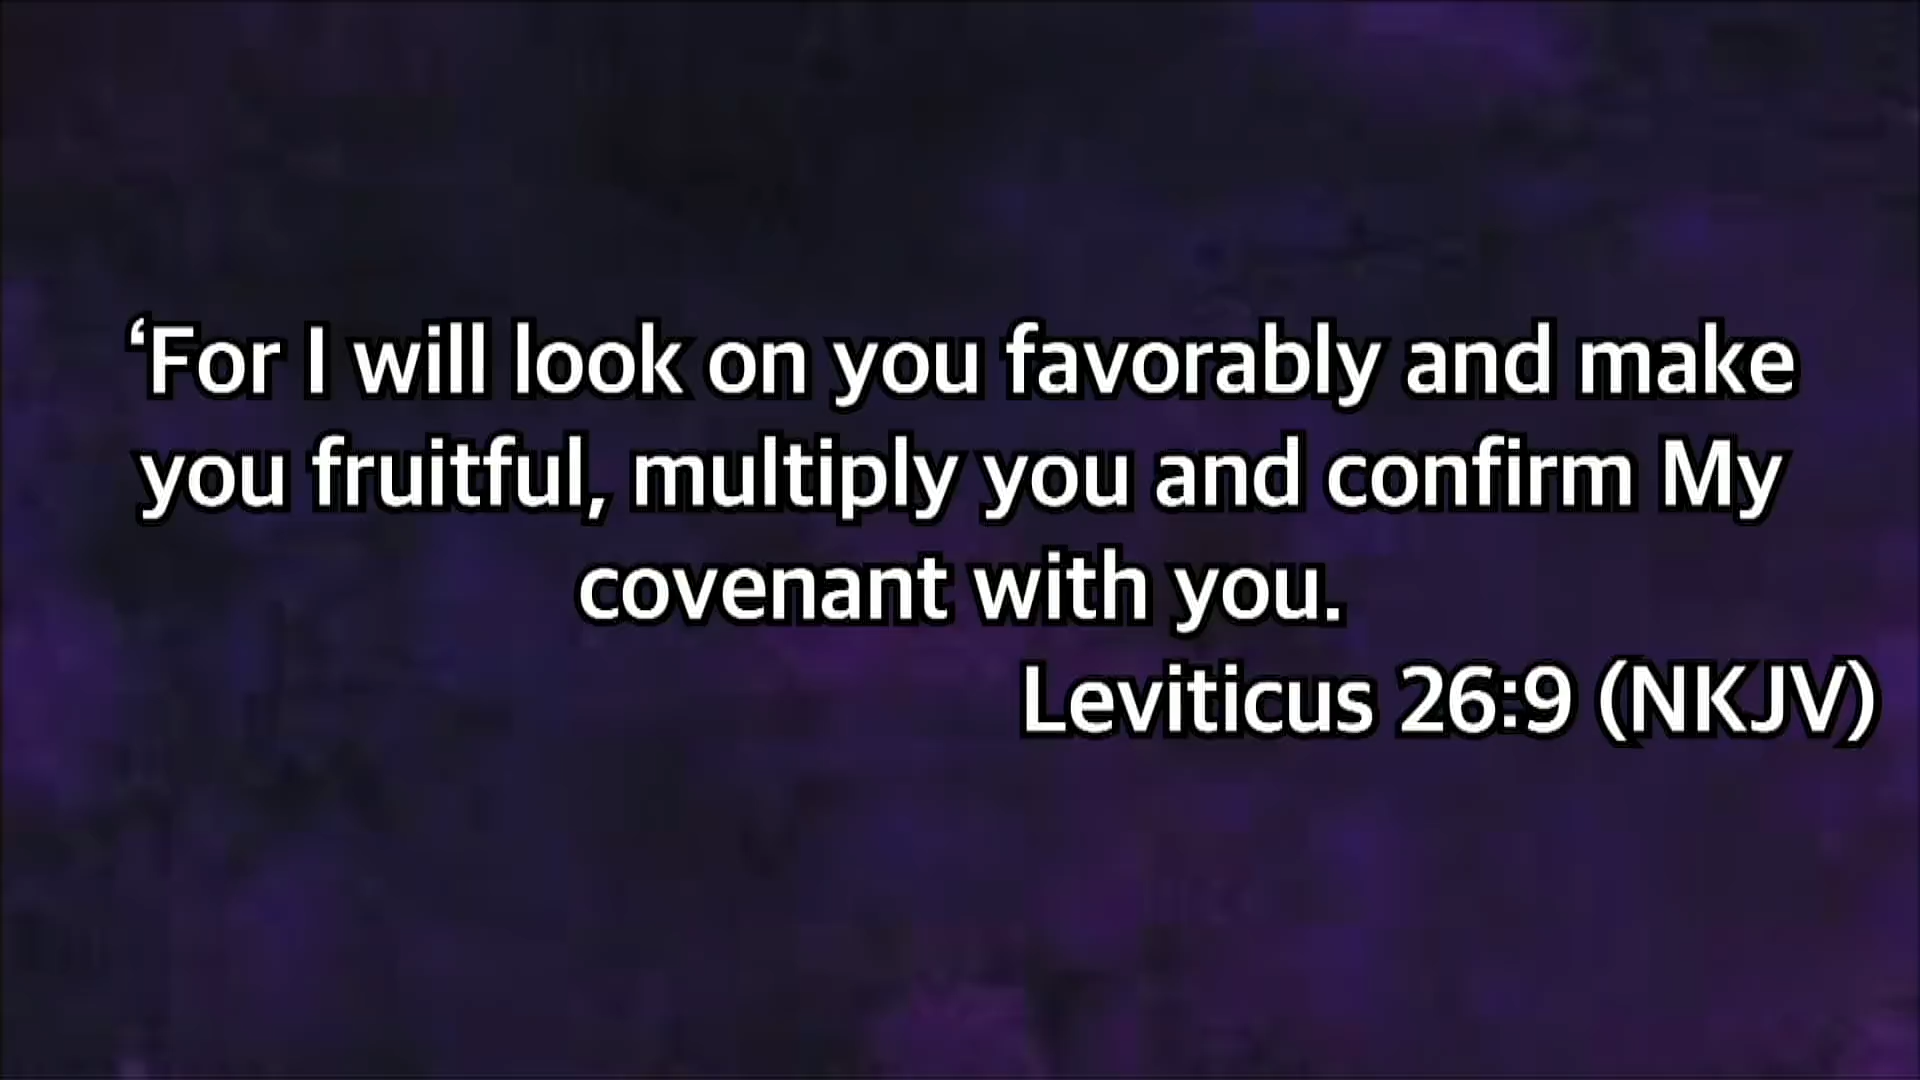 ‘For I will look on you favorably and make
you fruitful, multiply you and confirm My
covenant with you.
Leviticus 26:9 (NKJV)